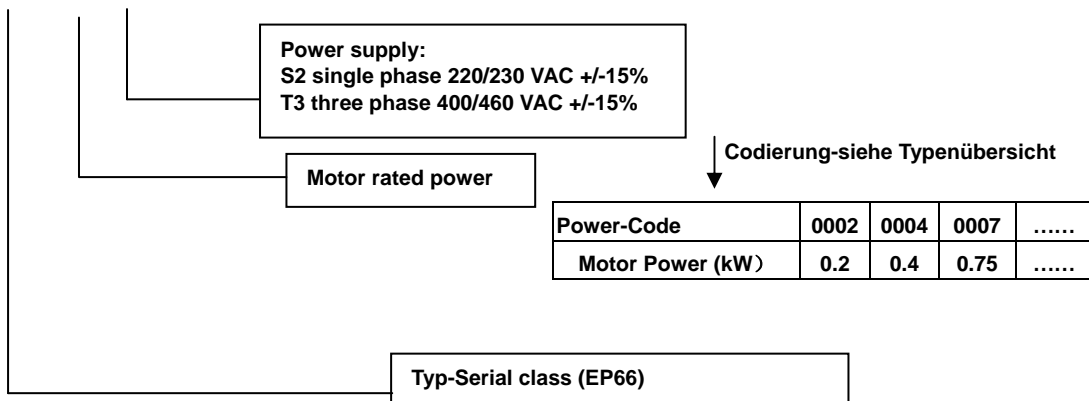 Power supply:
S2 single phase 220/230 VAC +/-15%
T3 three phase 400/460 VAC +/-15%
Codierung-siehe Typenübersicht
Motor rated power
Power-Code 0002 0004 0007 ……
Motor Power (kW） 0.2 0.4 0.75 ……
Typ-Serial class (EP66)